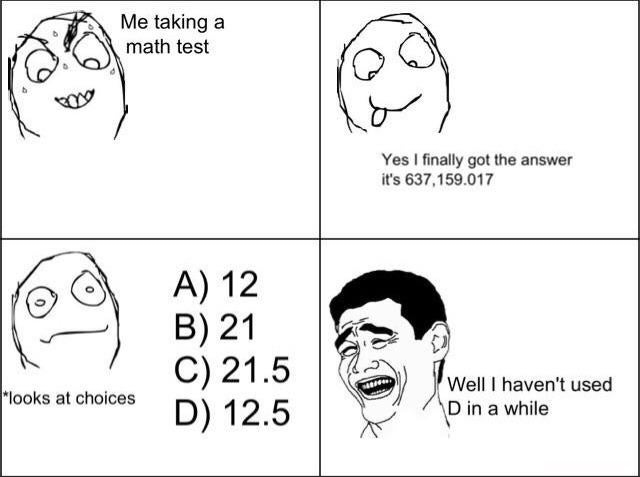 Me taking a
math test
Yes I finally got the answer
it's 637,159.017
A) 12
B) 21
C) 21.5
D) 12.5
*looks at choices
Well I haven't used
D in a while